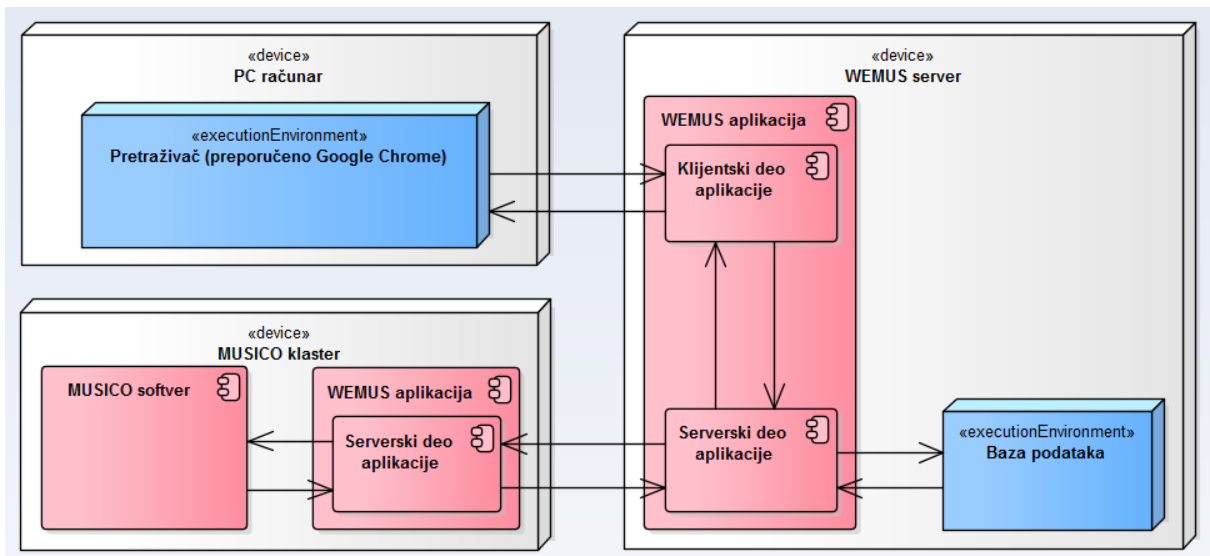 «device»
PC računar
«executionEnvironment»
Pretraživač (preporučeno Google Chrome)
«device»
WEMUS server
WEMUS aplikacija
Klijentski deo
aplikacije
Serverski deo
aplikacije
«executionEnvironment»
Baza podataka
«device»
MUSICO klaster
MUSICO softver
WEMUS aplikacija
Serverski deo
aplikacije